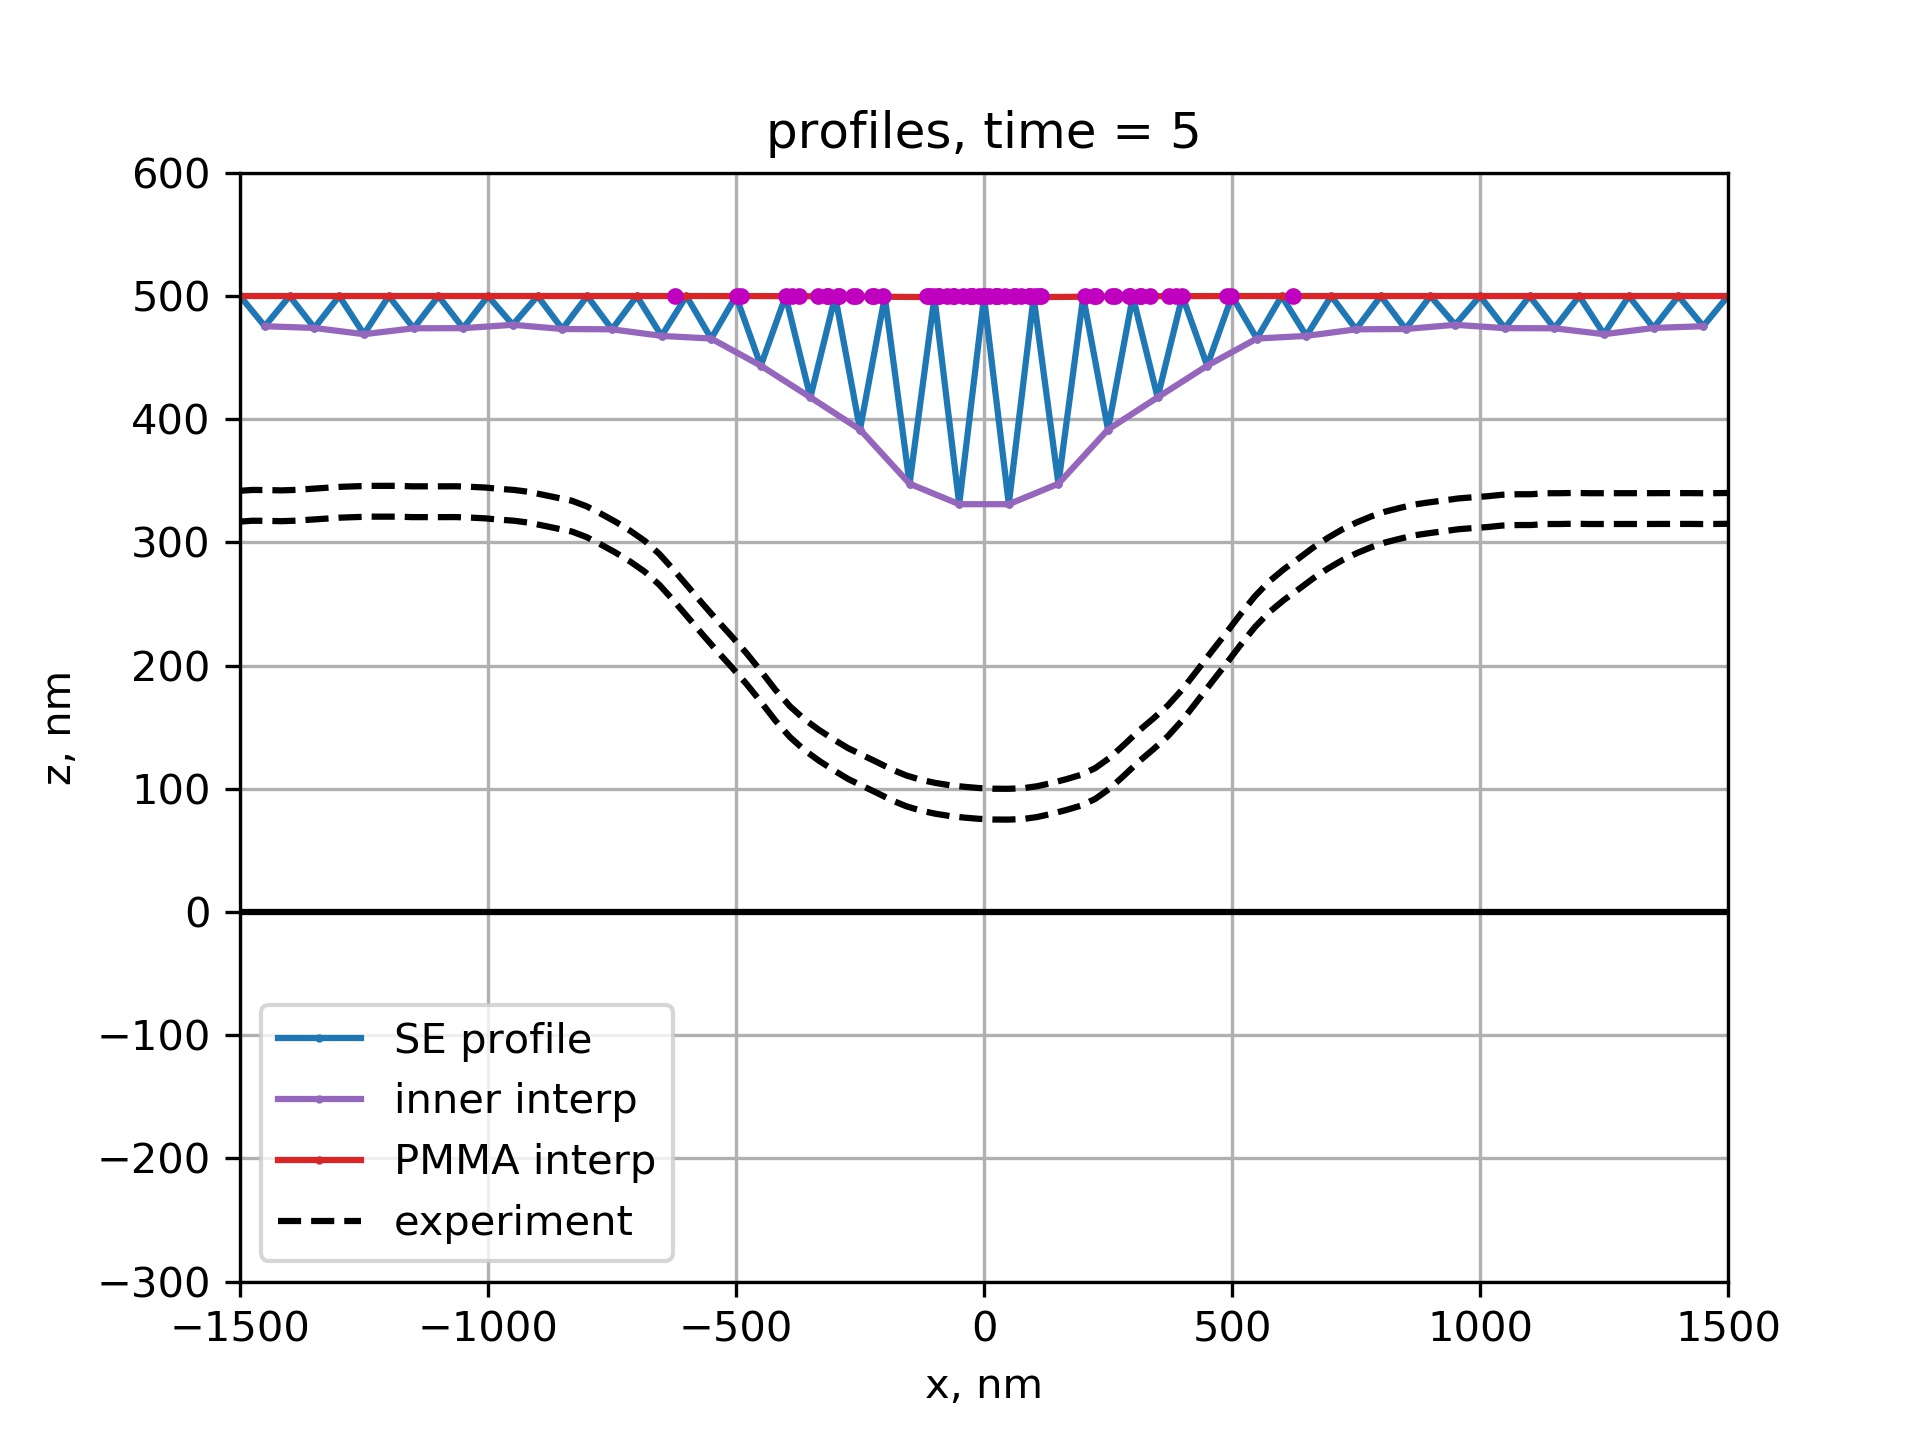 profiles, time = 5
600
500
400
300
200
100
0
−100
−200
−300
z, nm
SE profile
inner interp
PMMA interp
experiment
−1500 −1000 −500 0 500 1000 1500
x, nm